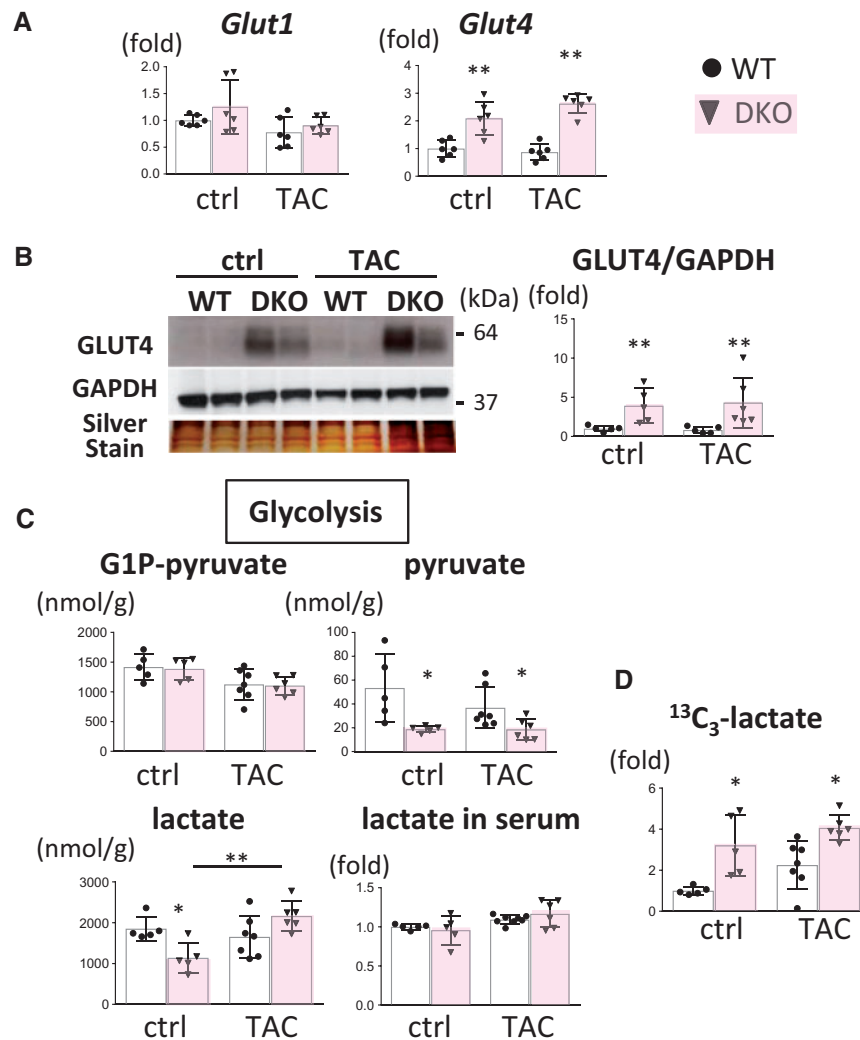 A
Glut1
(fold)
2.0
1.5
1.0
0.5
0.0
ctrl TAC
Glut4
(fold)
4
3
2
1
0
** **
ctrl TAC
WT
DKO
B
ctrl TAC
WT DKO WT DKO (kDa)
GLUT4
64
GAPDH
37
Silver
Stain
GLUT4/GAPDH
(fold)
15
10
5
0
** **
ctrl TAC
C
Glycolysis
G1P-pyruvate
(nmol/g)
2000
1500
1000
500
0
ctrl TAC
pyruvate
(nmol/g)
100
80
60
40
20
0
* *
ctrl TAC
lactate
(nmol/g)
3000
2000
1000
0
* **
ctrl TAC
lactate in serum
(fold)
1.5
1.0
0.5
0.0
ctrl TAC
D
¹³C₃-lactate
(fold)
6
4
2
0
* *
ctrl TAC